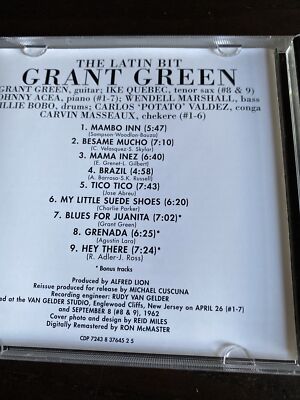 THE LATIN BIT
GRANT GREEN
GRANT GREEN, guitar; IKE QUEBEC, tenor sax (#8 & 9)
OHNNY ACEA, piano (#1-7); WENDELL MARSHALL, bass
ILLIE BOBO, drums; CARLOS "POTATO" VALDEZ, conga
CARVIN MASSEAUX, chekere (#1-6)
1. MAMBO INN (5:47)
(Sampson-Woodlon-Bauza)
2. BESAME MUCHO (7:10)
(C. Velasquez-S. Skylar)
3. MAMA INEZ (6:40)
(E. Grenet-L. Gilbert)
4. BRAZIL (4:58)
(A. Barroso-S.K. Russell)
5. TICO TICO (7:43)
(Jose Abreu)
6. MY LITTLE SUEDE SHOES (6:20)
(Charlie Parker)
7. BLUES FOR JUANITA (7:02)*
(Grant Green)
8. GRENADA (6:25)*
(Agustin Lara)
9. HEY THERE (7:24)*
(R. Adler-J. Ross)
* Bonus tracks
Produced by ALFRED LION
Reissue produced for release by MICHAEL CUSCUNA
Recording engineer: RUDY VAN GELDER
ed at the VAN GELDER STUDIO, Englewood Cliffs, New Jersey on APRIL 26 (#1-7)
and SEPTEMBER 8 (#8 & 9), 1962
Cover photo and design by REID MILES
Digitally Remastered by RON McMASTER
CDP 7243 8 37645 2 5